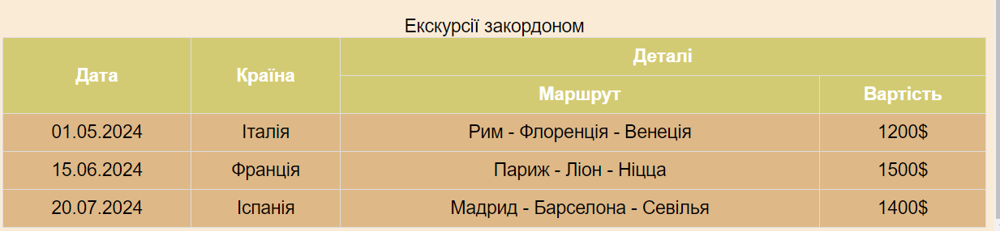 Екскурсії закордоном
Дата Країна Деталі
Маршрут Вартість
01.05.2024 Італія Рим - Флоренція - Венеція 1200$
15.06.2024 Франція Париж - Ліон - Ніцца 1500$
20.07.2024 Іспанія Мадрид - Барселона - Севілья 1400$